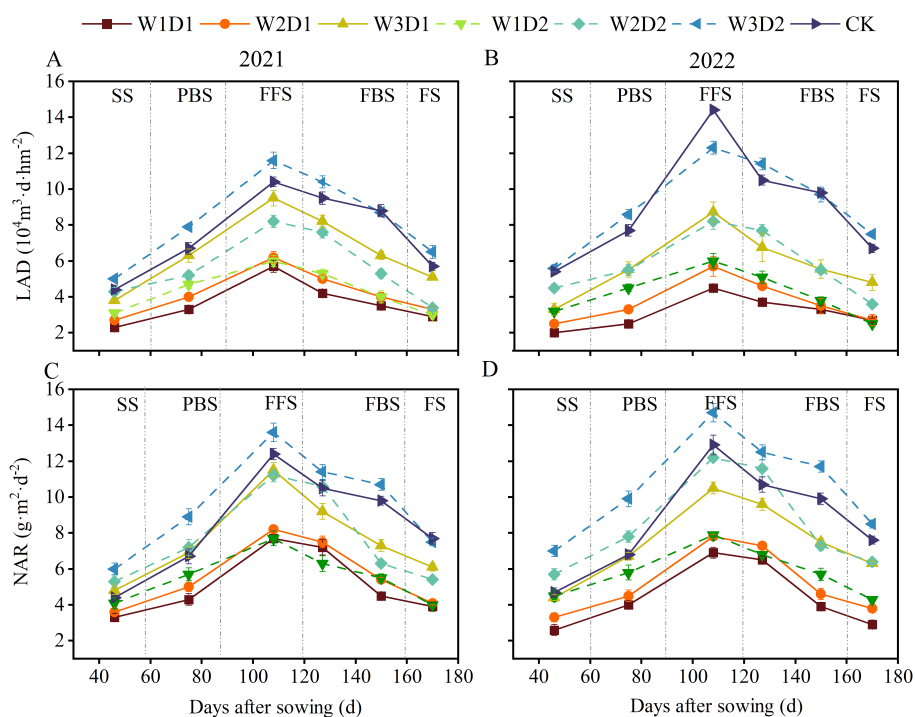 W1D1 W2D1 W3D1 W1D2 W2D2 W3D2 CK
A 2021 B 2022
16 SS PBS FFS FBS FS SS PBS FFS FBS FS
14
12
10
8
6
4
2
LAD (10⁴m³·d·hm⁻²)
C D
16 SS PBS FFS FBS FS SS PBS FFS FBS FS
14
12
10
8
6
4
2
NAR (g·m²·d⁻²)
40 60 80 100 120 140 160 180 40 60 80 100 120 140 160 180
Days after sowing (d) Days after sowing (d)